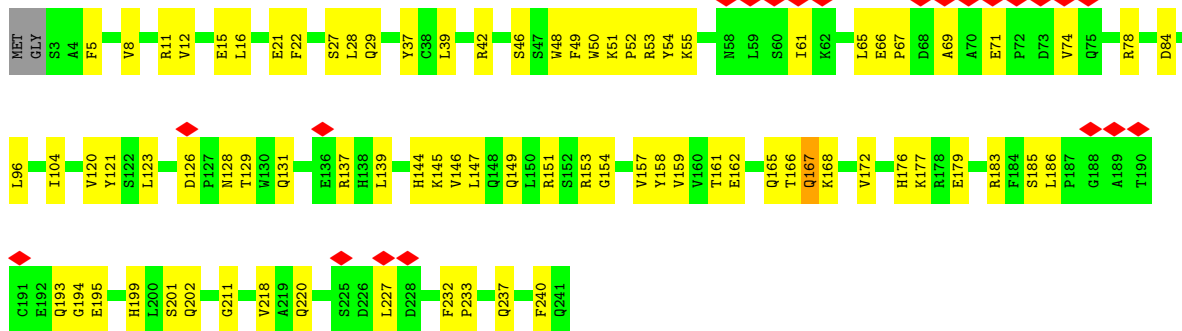 MET GLY S3 A4 F5 V8 R11 V12 E15 L16 E21 F22 S27 L28 Q29 Y37 C38 L39 R42 S46 S47 W48 F49 W50 K51 P52 R53 Y54 K55 N58 L59 S60 I61 K62 L65 E66 P67 D68 A69 A70 E71 P72 D73 V74 Q75 R78 D84
L96 I104 V120 Y121 S122 L123 D126 P127 N128 T129 W130 Q131 E136 R137 H138 L139 H144 K145 V146 L147 Q148 Q149 L150 R151 S152 R153 G154 V157 Y158 V159 V160 T161 E162 Q165 T166 Q167 K168 V172 H176 K177 R178 E179 R183 F184 S185 L186 P187 G188 A189 T190
C191 E192 Q193 G194 E195 H199 L200 S201 Q202 G211 V218 A219 Q220 S225 D226 L227 D228 F232 P233 Q237 F240 Q241